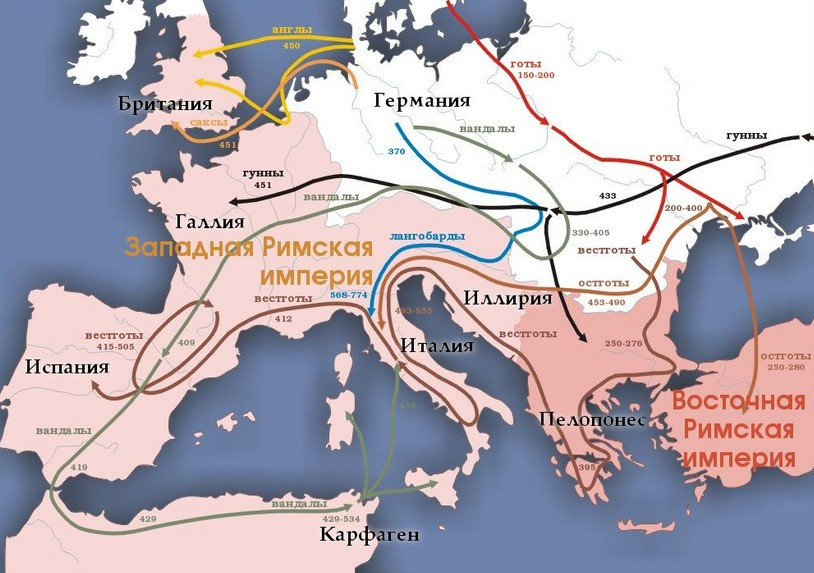 англы
450
готы
150-200
Германия
Британия
саксы
451
вандалы
370
гунны
готы
гунны
451
433
вандалы
200-400
Галлия
330-405
лангобарды
вестготы
Западная Римская
империя
остготы
568-774
453-490
Иллирия
вестготы
412
493-555
вестготы
415-505
409
вестготы
250-276
Италия
остготы
250-280
Испания
Восточная
Римская
империя
455
Пелопонес
вандалы
419
395
вандалы
429
429-534
Карфаген